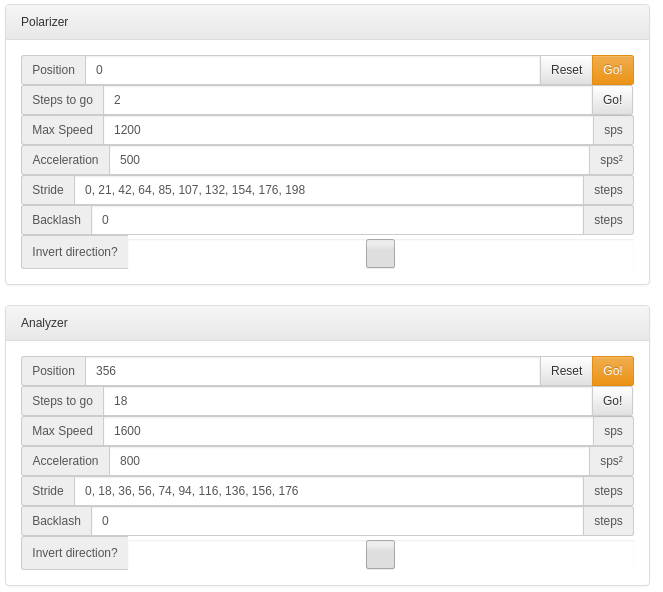 Polarizer
Position 0 Reset Go!
Steps to go 2 Go!
Max Speed 1200 sps
Acceleration 500 sps²
Stride 0, 21, 42, 64, 85, 107, 132, 154, 176, 198 steps
Backlash 0 steps
Invert direction?
Analyzer
Position 356 Reset Go!
Steps to go 18 Go!
Max Speed 1600 sps
Acceleration 800 sps²
Stride 0, 18, 36, 56, 74, 94, 116, 136, 156, 176 steps
Backlash 0 steps
Invert direction?